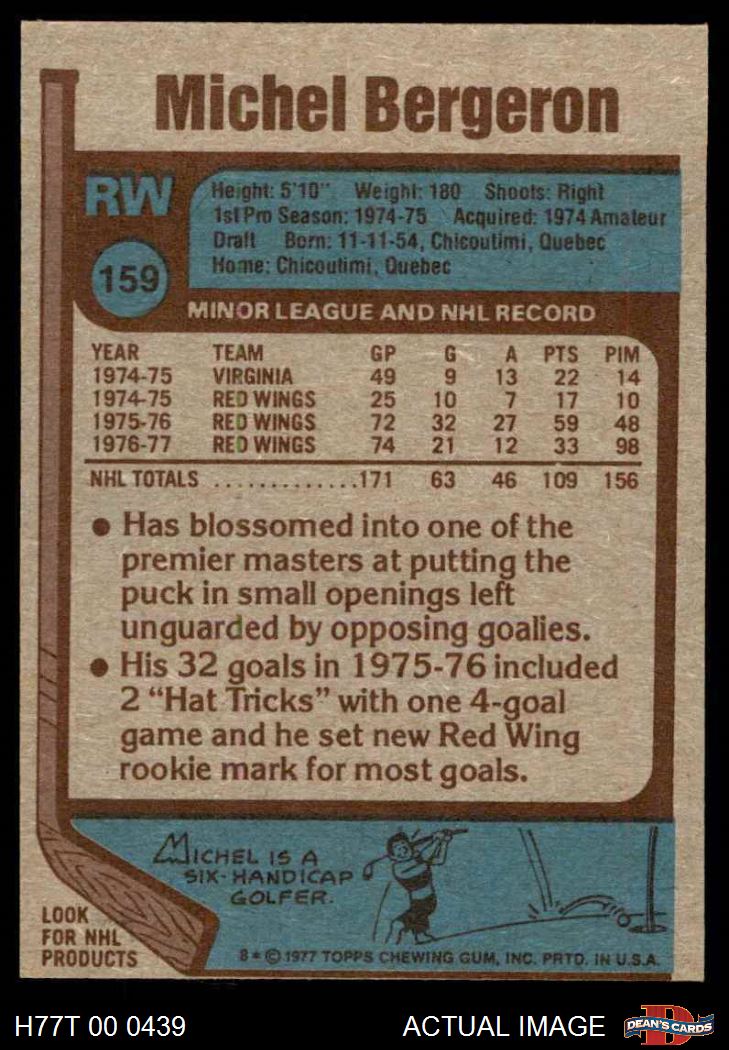 Michel Bergeron
RW
159
Height: 5'10" Weight: 180 Shoots: Right
1st Pro Season: 1974-75 Acquired: 1974 Amateur
Draft Born: 11-11-54, Chicoutimi, Quebec
Home: Chicoutimi, Quebec
MINOR LEAGUE AND NHL RECORD
YEAR TEAM GP G A PTS PIM
1974-75 VIRGINIA 49 9 13 22 14
1974-75 RED WINGS 25 10 7 17 10
1975-76 RED WINGS 72 32 27 59 48
1976-77 RED WINGS 74 21 12 33 98
NHL TOTALS .............171 63 46 109 156
● Has blossomed into one of the
premier masters at putting the
puck in small openings left
unguarded by opposing goalies.
● His 32 goals in 1975-76 included
2 “Hat Tricks” with one 4-goal
game and he set new Red Wing
rookie mark for most goals.
MICHEL IS A
SIX-HANDICAP
GOLFER.
LOOK
FOR NHL
PRODUCTS
8* © 1977 TOPPS CHEWING GUM, INC. PRTD. IN U.S.A.
H77T 00 0439 ACTUAL IMAGE
D
DEAN'S CARDS